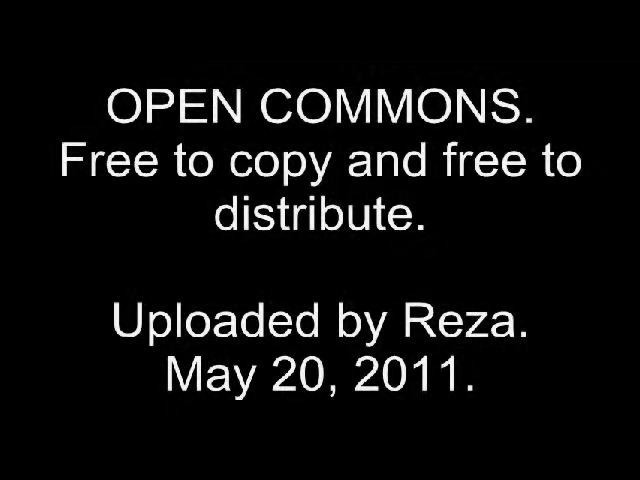 OPEN COMMONS.
Free to copy and free to
distribute.
Uploaded by Reza.
May 20, 2011.